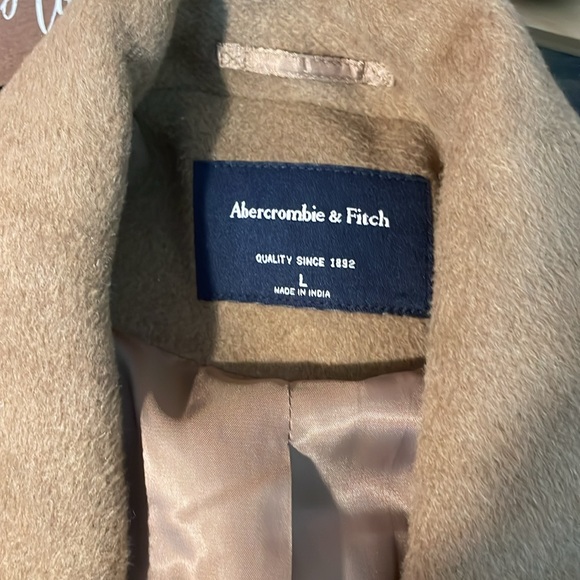 Abercrombie & Fitch
QUALITY SINCE 1892
L
MADE IN INDIA